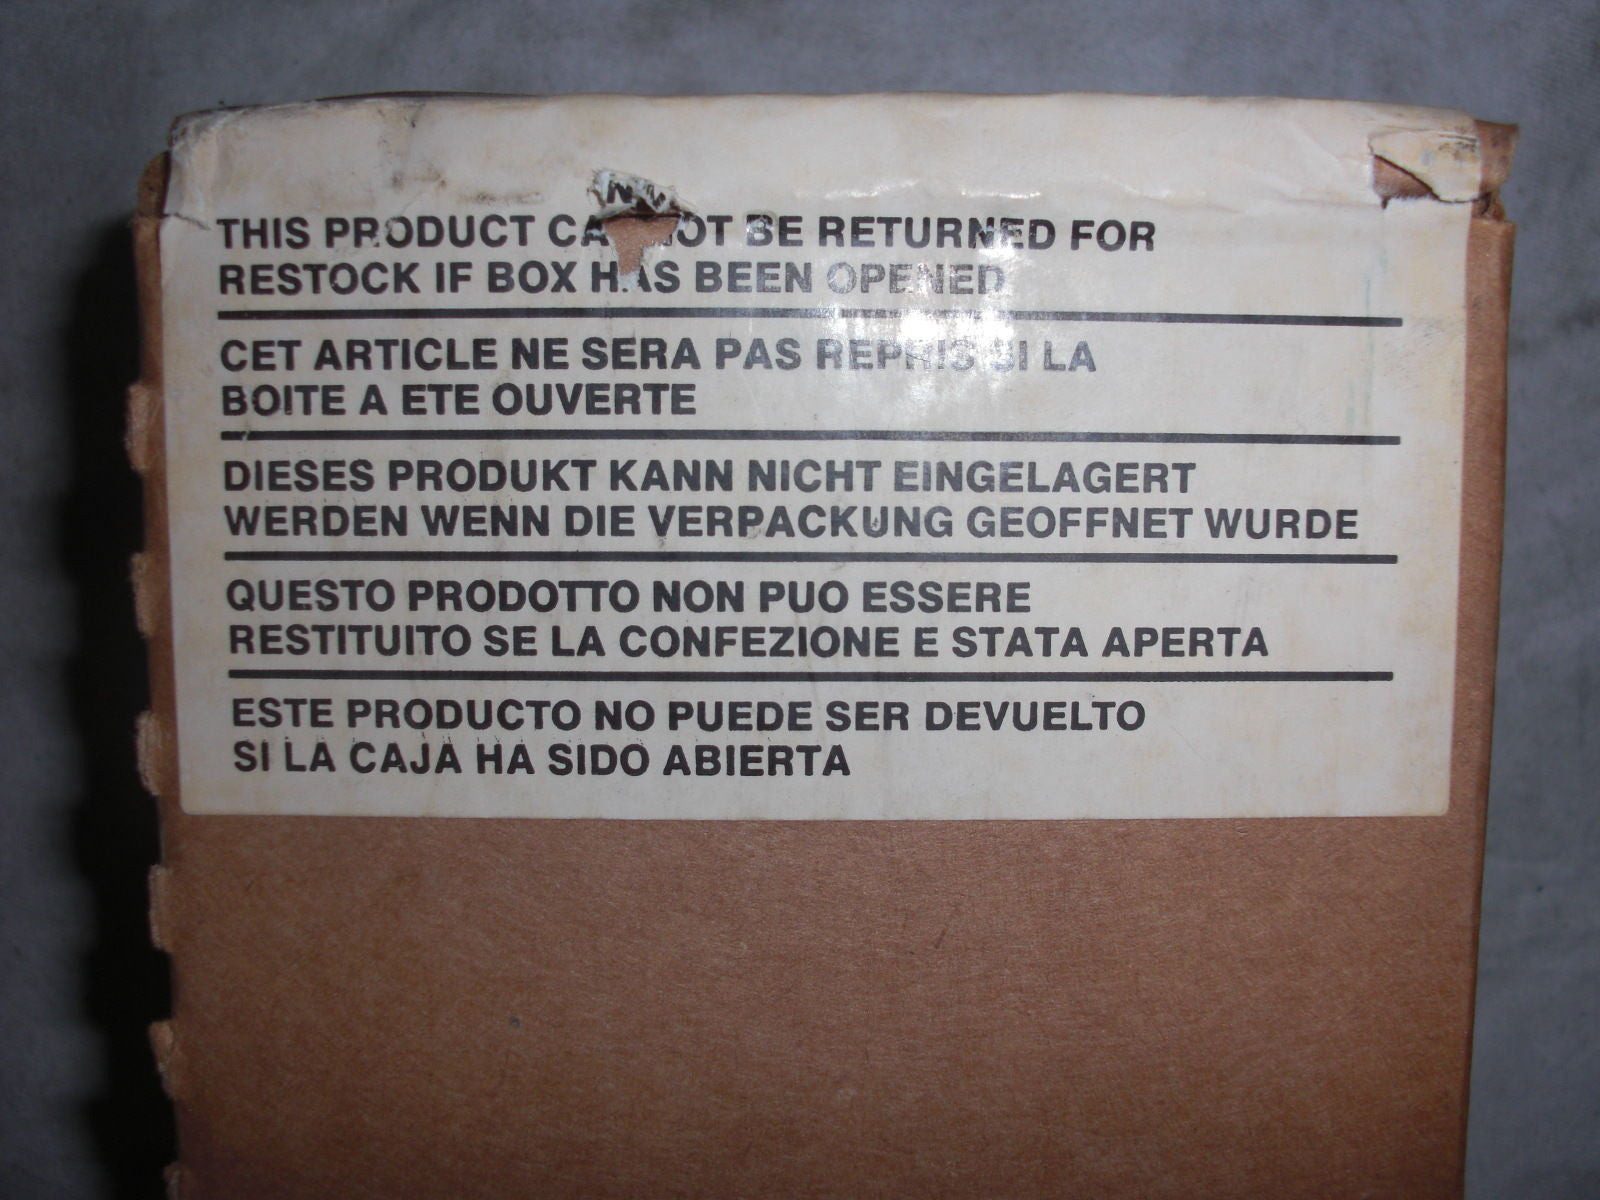 THIS PRODUCT CANNOT BE RETURNED FOR
RESTOCK IF BOX HAS BEEN OPENED
CET ARTICLE NE SERA PAS REPRIS SI LA
BOITE A ETE OUVERTE
DIESES PRODUKT KANN NICHT EINGELAGERT
WERDEN WENN DIE VERPACKUNG GEOFFNET WURDE
QUESTO PRODOTTO NON PUO ESSERE
RESTITUITO SE LA CONFEZIONE E STATA APERTA
ESTE PRODUCTO NO PUEDE SER DEVUELTO
SI LA CAJA HA SIDO ABIERTA